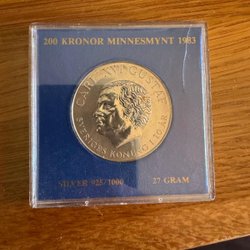 200 KRONOR MINNESMYNT 1983
CARL XVI GUSTAF
SVERIGES KONUNG 10 ÅR
SILVER 925/1000 27 GRAM